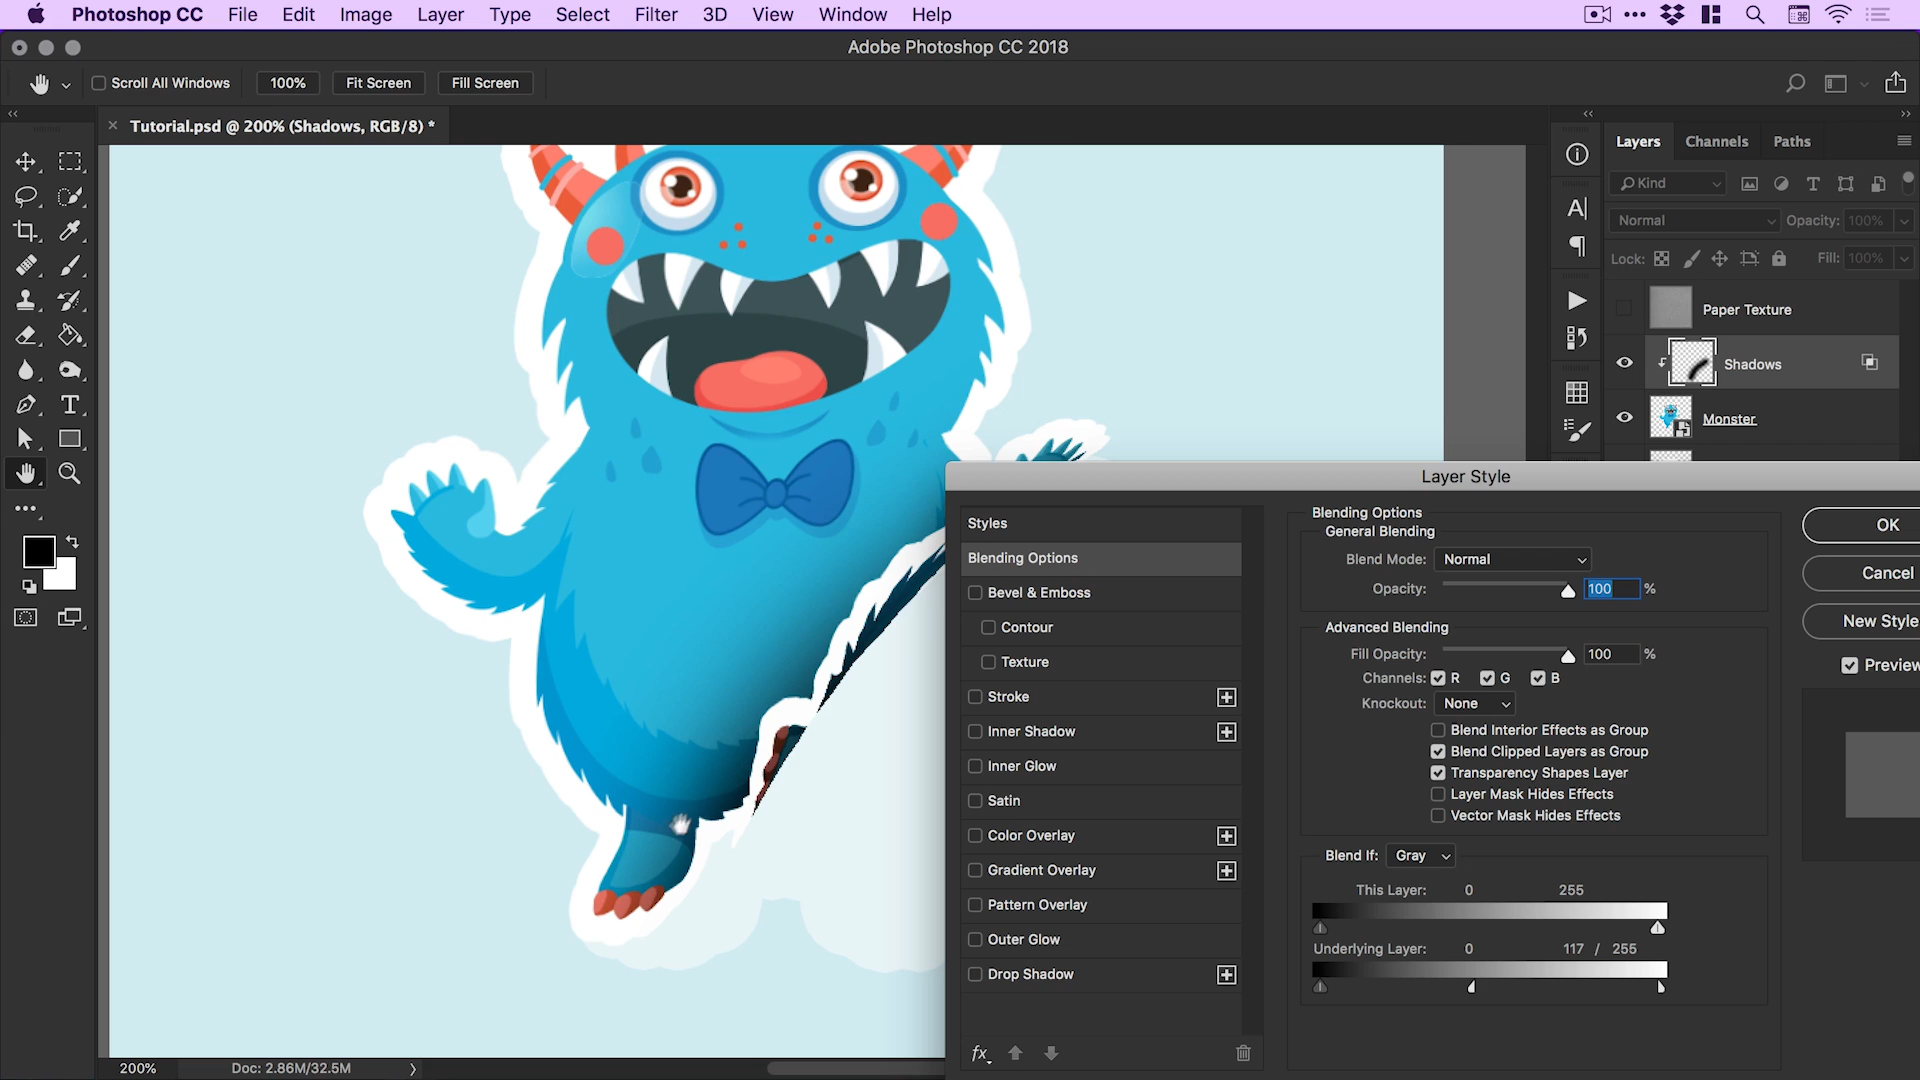 Photoshop CC File Edit Image Layer Type Select Filter 3D View Window Help
Adobe Photoshop CC 2018
Scroll All Windows 100% Fit Screen Fill Screen
Tutorial.psd @ 200% (Shadows, RGB/8) *
Layers Channels Paths
Kind
Normal Opacity: 100%
Lock: Fill: 100%
Paper Texture
Shadows
Monster
Layer Style
Styles
Blending Options
Bevel & Emboss
Contour
Texture
Stroke
Inner Shadow
Inner Glow
Satin
Color Overlay
Gradient Overlay
Pattern Overlay
Outer Glow
Drop Shadow
fx
Blending Options
General Blending
Blend Mode: Normal
Opacity: 100 %
Advanced Blending
Fill Opacity: 100 %
Channels: R G B
Knockout: None
Blend Interior Effects as Group
Blend Clipped Layers as Group
Transparency Shapes Layer
Layer Mask Hides Effects
Vector Mask Hides Effects
Blend If: Gray
This Layer: 0 255
Underlying Layer: 0 117 / 255
OK
Cancel
New Style
Preview
200% Doc: 2.86M/32.5M